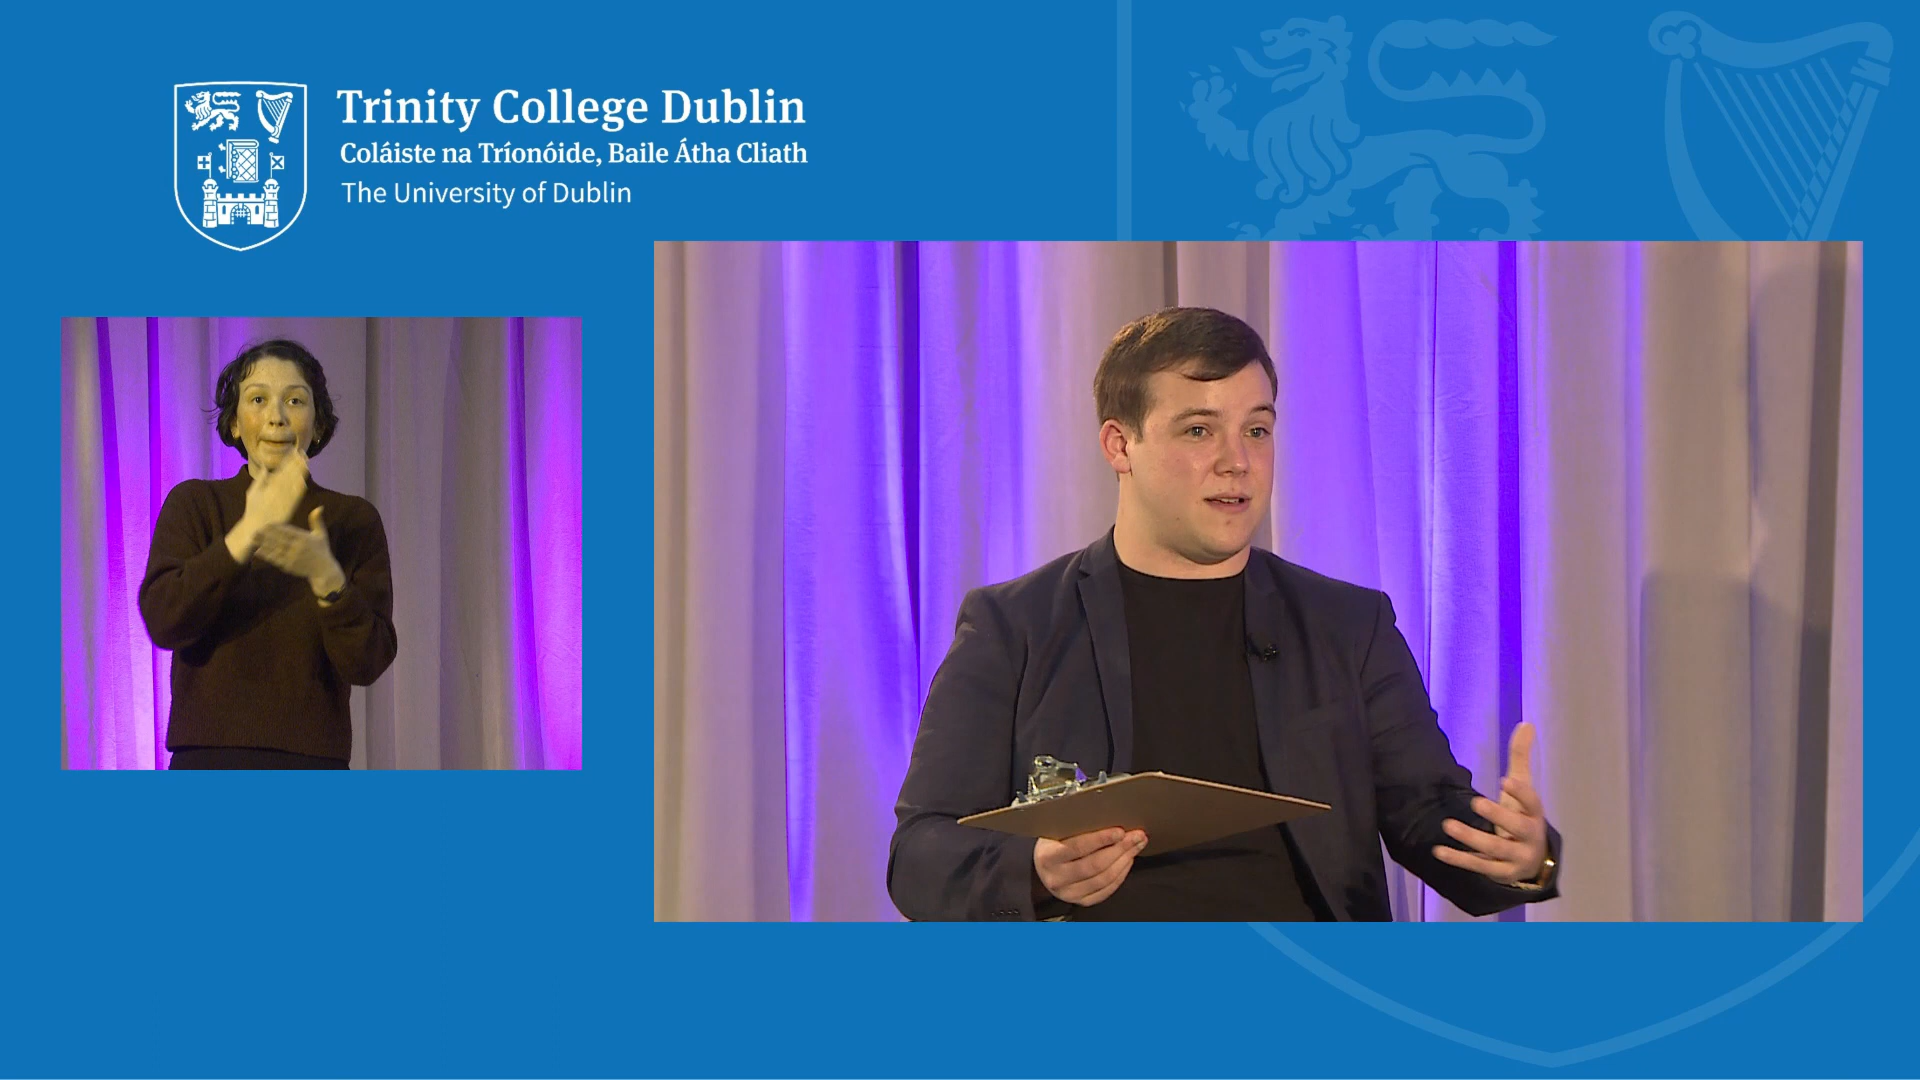 Trinity College Dublin
Coláiste na Tríonóide, Baile Átha Cliath
The University of Dublin